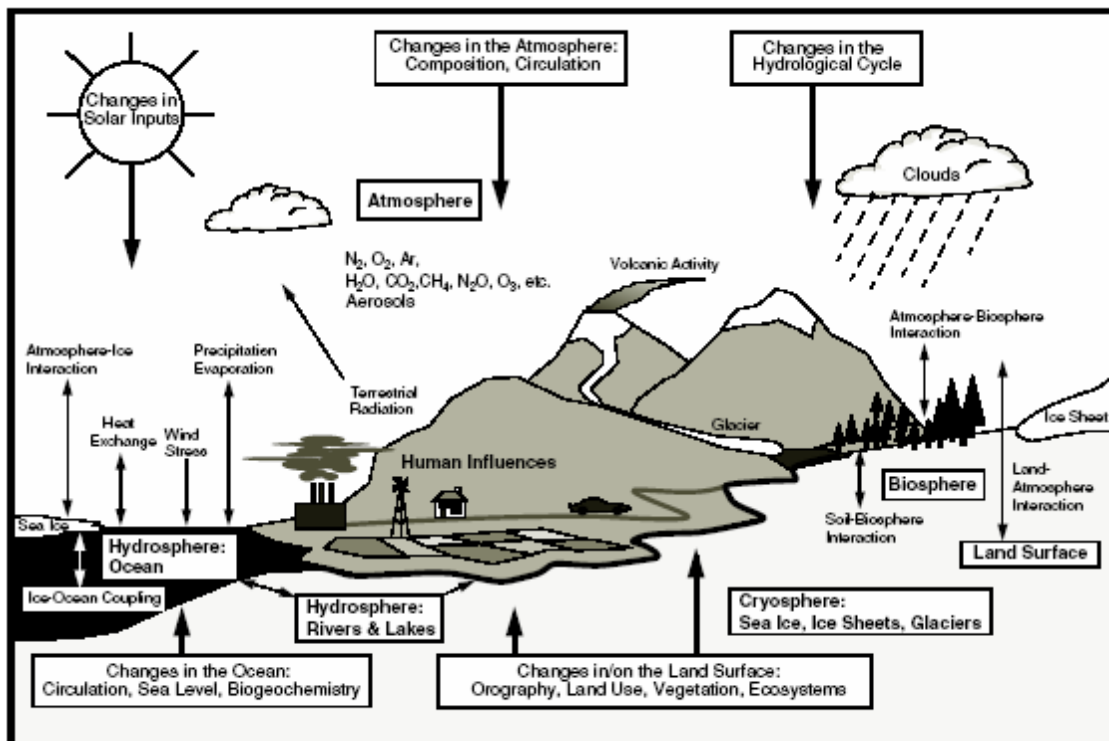 Changes in the Atmosphere:
Composition, Circulation
Changes in the
Hydrological Cycle
Changes in
Solar Inputs
Clouds
Atmosphere
N₂, O₂, Ar,
H₂O, CO₂,CH₄, N₂O, O₃, etc.
Aerosols
Volcanic Activity
Atmosphere-Biosphere
Interaction
Atmosphere-Ice
Interaction
Precipitation
Evaporation
Terrestrial
Radiation
Heat
Exchange
Wind
Stress
Glacier
Ice Sheet
Human Influences
Biosphere
Land-
Atmosphere
Interaction
Soil-Biosphere
Interaction
Land Surface
Sea Ice
Hydrosphere:
Ocean
Ice-Ocean Coupling
Hydrosphere:
Rivers & Lakes
Cryosphere:
Sea Ice, Ice Sheets, Glaciers
Changes in the Ocean:
Circulation, Sea Level, Biogeochemistry
Changes in/on the Land Surface:
Orography, Land Use, Vegetation, Ecosystems